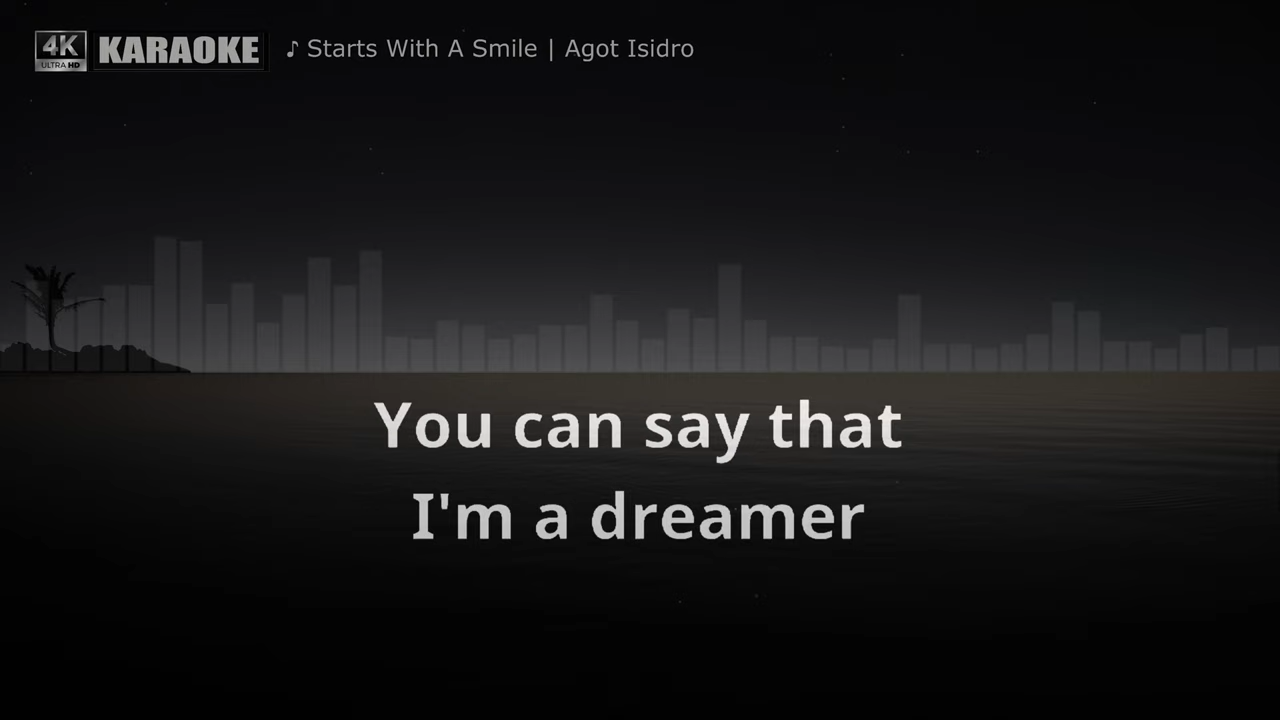 4K
ULTRA HD
KARAOKE
♪ Starts With A Smile | Agot Isidro
You can say that
I'm a dreamer